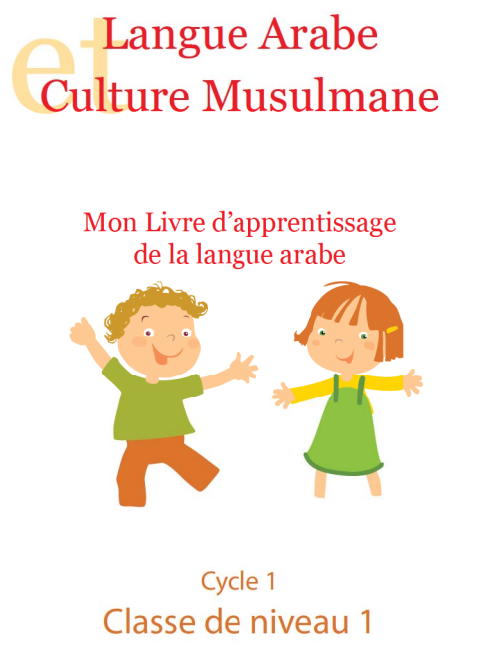 Langue Arabe
et
Culture Musulmane
Mon Livre d’apprentissage
de la langue arabe
Cycle 1
Classe de niveau 1